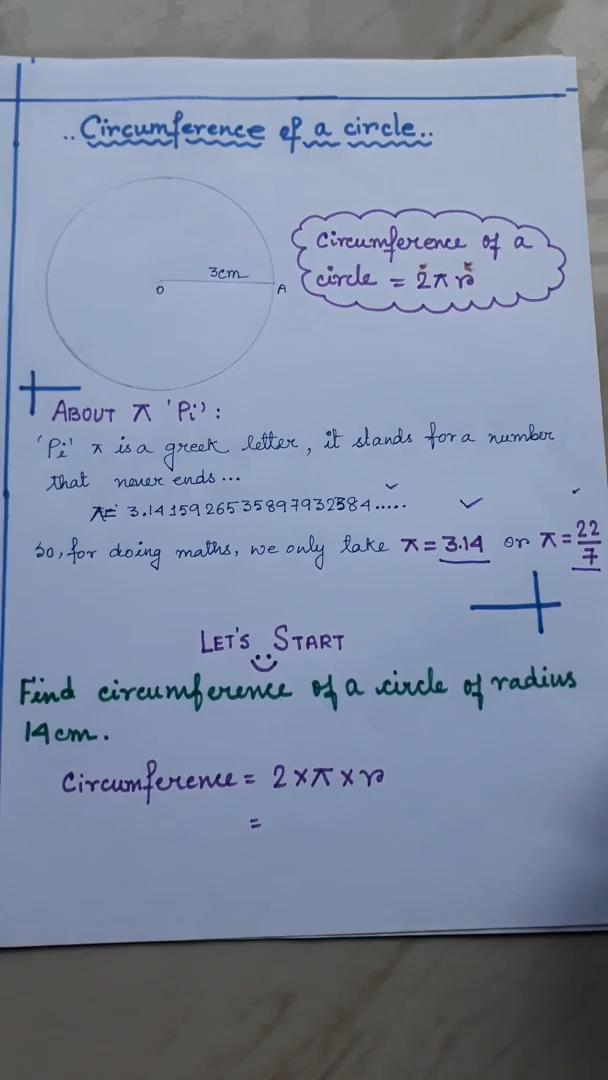 ..Circumference of a circle..
3cm
O
A
Circumference of a
circle = 2πr
ABOUT π 'Pi':
'Pi' π is a greek letter, it stands for a number
that never ends...
π= 3.14159265358979323​84.....
So, for doing maths, we only take π = 3.14 or π = 22/7
LET'S START
Find circumference of a circle of radius
14cm.
Circumference = 2×π×r
=